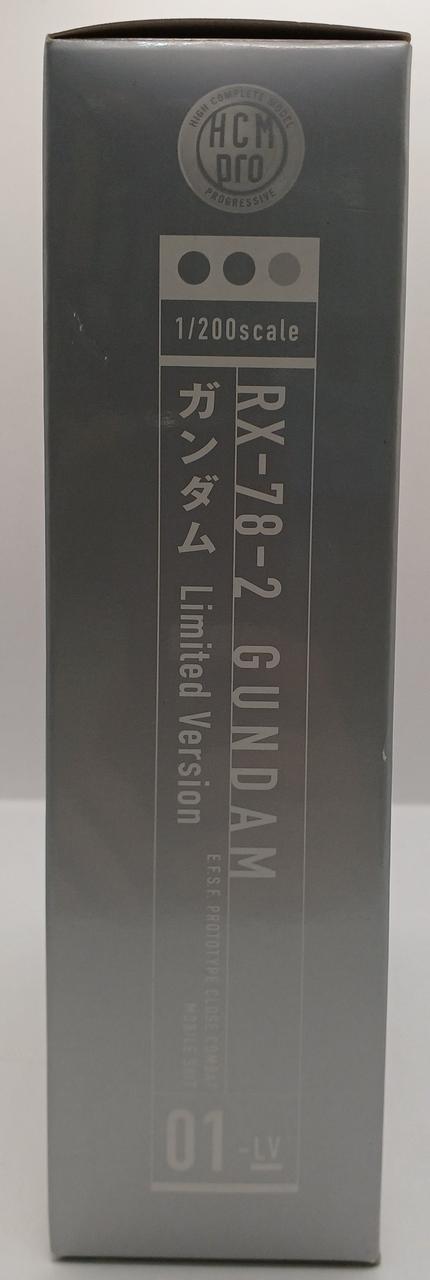 HIGH COMPLETE MODEL
HCM
pro
PROGRESSIVE
1/200scale
RX-78-2 GUNDAM
ガンダム Limited Version
E.F.S.F. PROTOTYPE CLOSE COMBAT
MOBILE SUIT
01-LV